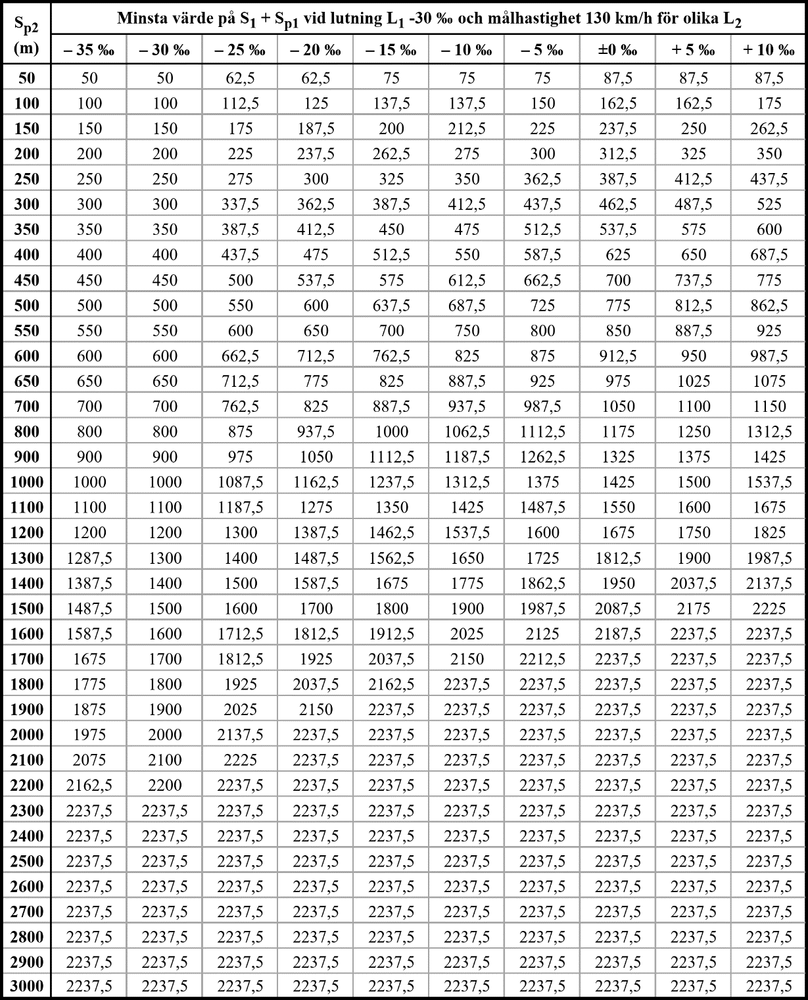 Minsta värde på S1 + Sp1 vid lutning L1 -30 ‰ och målhastighet 130 km/h för olika L2
Sp2 (m) – 35 ‰ – 30 ‰ – 25 ‰ – 20 ‰ – 15 ‰ – 10 ‰ – 5 ‰ ±0 ‰ + 5 ‰ + 10 ‰
50 50 50 62,5 62,5 75 75 75 87,5 87,5 87,5
100 100 100 112,5 125 137,5 137,5 150 162,5 162,5 175
150 150 150 175 187,5 200 212,5 225 237,5 250 262,5
200 200 200 225 237,5 262,5 275 300 312,5 325 350
250 250 250 275 300 325 350 362,5 387,5 412,5 437,5
300 300 300 337,5 362,5 387,5 412,5 437,5 462,5 487,5 525
350 350 350 387,5 412,5 450 475 512,5 537,5 575 600
400 400 400 437,5 475 512,5 550 587,5 625 650 687,5
450 450 450 500 537,5 575 612,5 662,5 700 737,5 775
500 500 500 550 600 637,5 687,5 725 775 812,5 862,5
550 550 550 600 650 700 750 800 850 887,5 925
600 600 600 662,5 712,5 762,5 825 875 912,5 950 987,5
650 650 650 712,5 775 825 887,5 925 975 1025 1075
700 700 700 762,5 825 887,5 937,5 987,5 1050 1100 1150
800 800 800 875 937,5 1000 1062,5 1112,5 1175 1250 1312,5
900 900 900 975 1050 1112,5 1187,5 1262,5 1325 1375 1425
1000 1000 1000 1087,5 1162,5 1237,5 1312,5 1375 1425 1500 1537,5
1100 1100 1100 1187,5 1275 1350 1425 1487,5 1550 1600 1675
1200 1200 1200 1300 1387,5 1462,5 1537,5 1600 1675 1750 1825
1300 1287,5 1300 1400 1487,5 1562,5 1650 1725 1812,5 1900 1987,5
1400 1387,5 1400 1500 1587,5 1675 1775 1862,5 1950 2037,5 2137,5
1500 1487,5 1500 1600 1700 1800 1900 1987,5 2087,5 2175 2225
1600 1587,5 1600 1712,5 1812,5 1912,5 2025 2125 2187,5 2237,5 2237,5
1700 1675 1700 1812,5 1925 2037,5 2150 2212,5 2237,5 2237,5 2237,5
1800 1775 1800 1925 2037,5 2162,5 2237,5 2237,5 2237,5 2237,5 2237,5
1900 1875 1900 2025 2150 2237,5 2237,5 2237,5 2237,5 2237,5 2237,5
2000 1975 2000 2137,5 2237,5 2237,5 2237,5 2237,5 2237,5 2237,5 2237,5
2100 2075 2100 2225 2237,5 2237,5 2237,5 2237,5 2237,5 2237,5 2237,5
2200 2162,5 2200 2237,5 2237,5 2237,5 2237,5 2237,5 2237,5 2237,5 2237,5
2300 2237,5 2237,5 2237,5 2237,5 2237,5 2237,5 2237,5 2237,5 2237,5 2237,5
2400 2237,5 2237,5 2237,5 2237,5 2237,5 2237,5 2237,5 2237,5 2237,5 2237,5
2500 2237,5 2237,5 2237,5 2237,5 2237,5 2237,5 2237,5 2237,5 2237,5 2237,5
2600 2237,5 2237,5 2237,5 2237,5 2237,5 2237,5 2237,5 2237,5 2237,5 2237,5
2700 2237,5 2237,5 2237,5 2237,5 2237,5 2237,5 2237,5 2237,5 2237,5 2237,5
2800 2237,5 2237,5 2237,5 2237,5 2237,5 2237,5 2237,5 2237,5 2237,5 2237,5
2900 2237,5 2237,5 2237,5 2237,5 2237,5 2237,5 2237,5 2237,5 2237,5 2237,5
3000 2237,5 2237,5 2237,5 2237,5 2237,5 2237,5 2237,5 2237,5 2237,5 2237,5